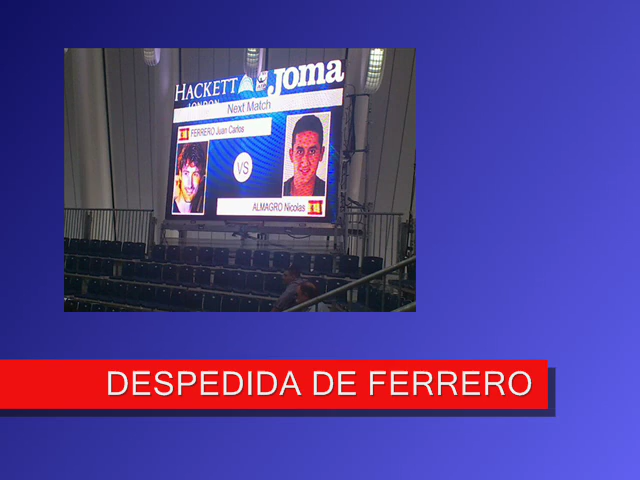 HACKETT
LONDON
Joma
Next Match
FERRERO Juan Carlos
VS
ALMAGRO Nicolas
DESPEDIDA DE FERRERO